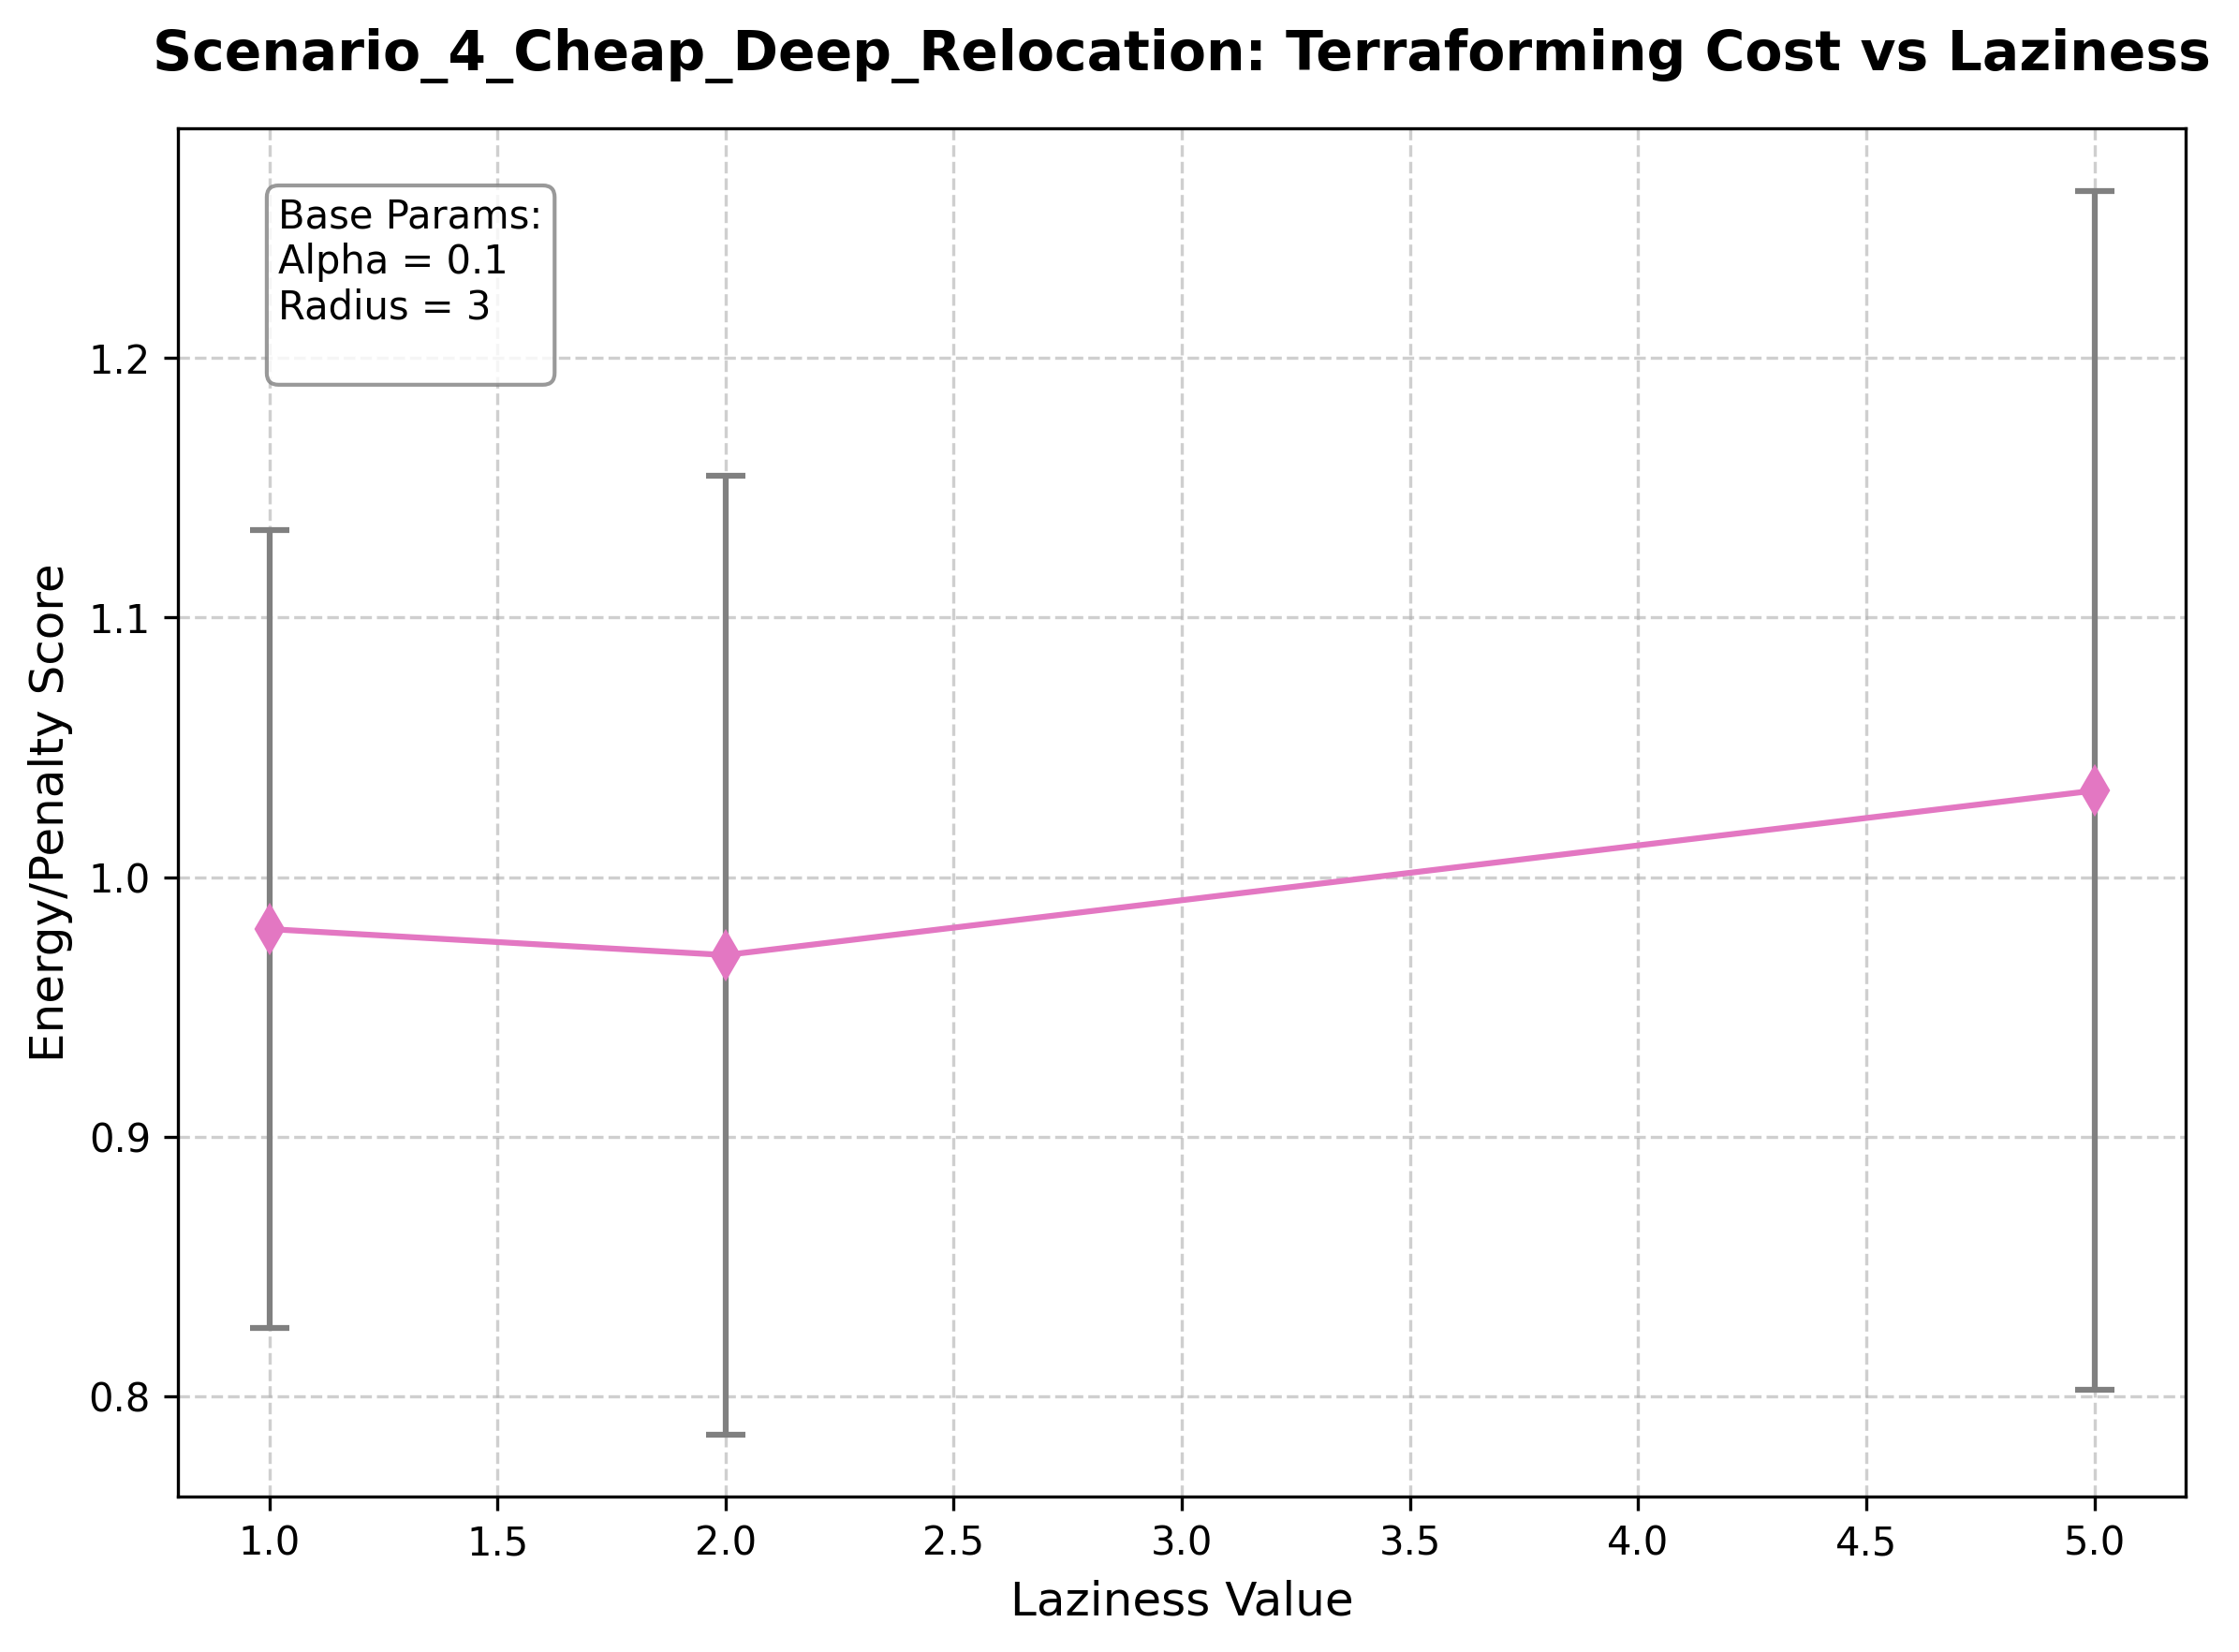 Scenario_4_Cheap_Deep_Relocation: Terraforming Cost vs Laziness
Base Params:
Alpha = 0.1
Radius = 3
Energy/Penalty Score
1.2
1.1
1.0
0.9
0.8
1.0 1.5 2.0 2.5 3.0 3.5 4.0 4.5 5.0
Laziness Value